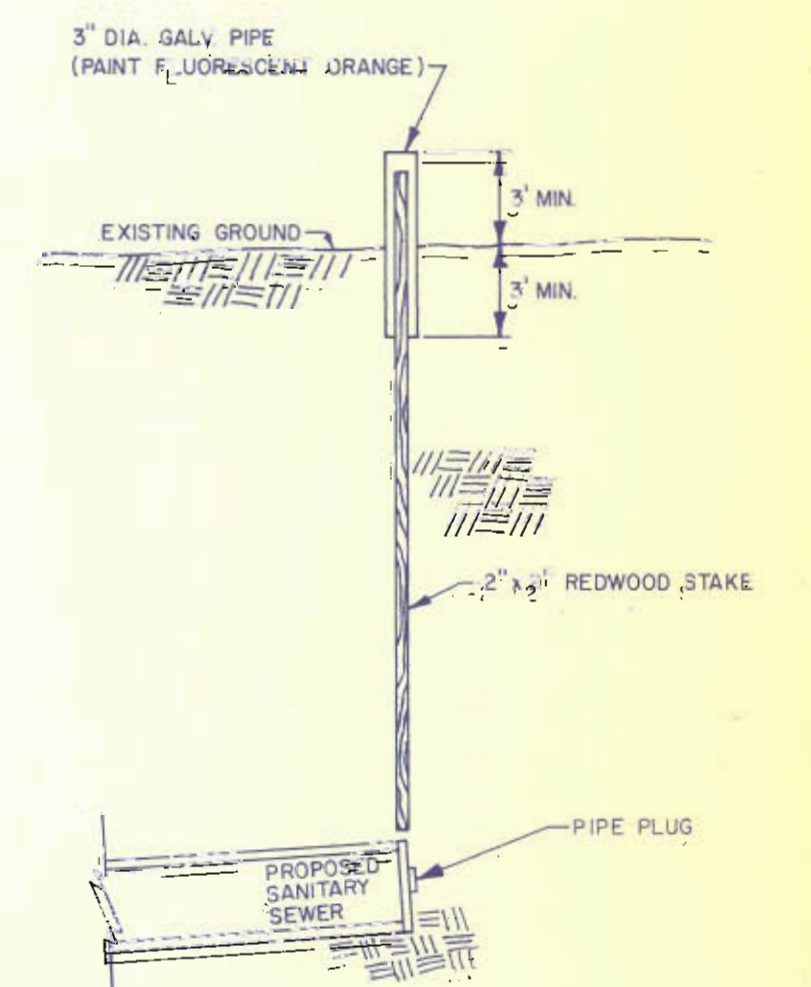 3" DIA. GALV. PIPE
(PAINT FLUORESCENT ORANGE)
3' MIN.
EXISTING GROUND
3' MIN.
2" x 2" REDWOOD STAKE
PIPE PLUG
PROPOSED
SANITARY
SEWER